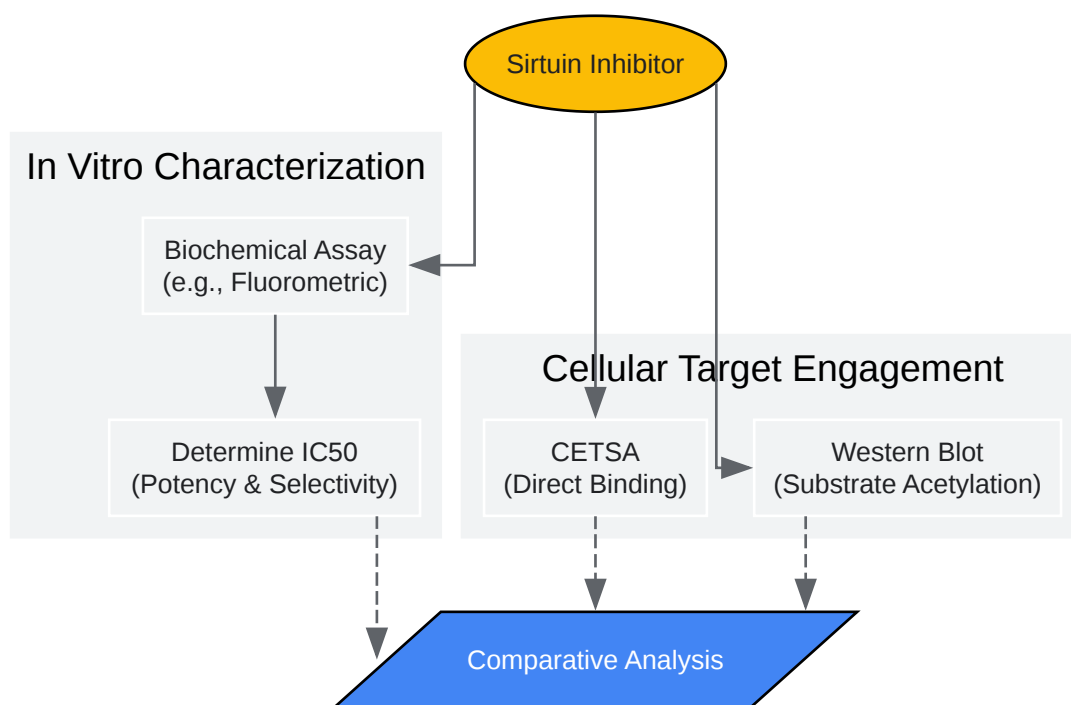 Sirtuin Inhibitor
In Vitro Characterization
Biochemical Assay
(e.g., Fluorometric)
Determine IC50
(Potency & Selectivity)
Cellular Target Engagement
CETSA
(Direct Binding)
Western Blot
(Substrate Acetylation)
Comparative Analysis